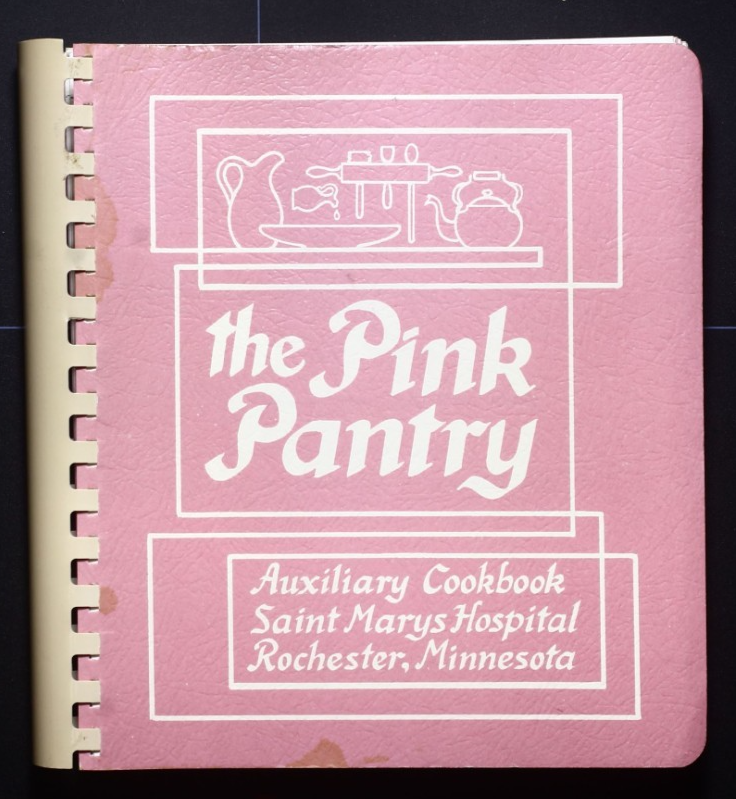 the Pink
Pantry
Auxiliary Cookbook
Saint Marys Hospital
Rochester, Minnesota